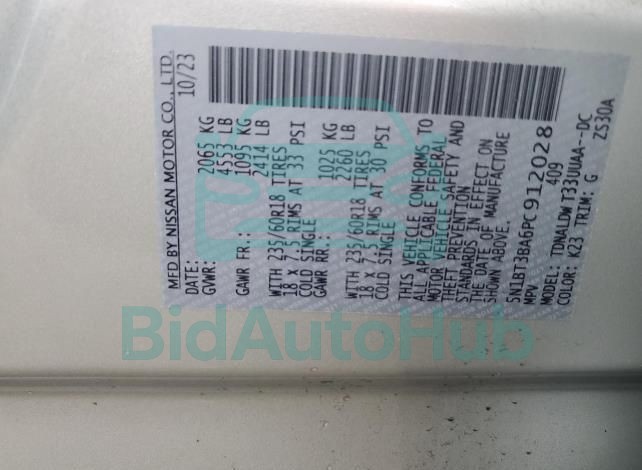 MFD BY NISSAN MOTOR CO., LTD.
DATE: 10/23
GVWR: 2065 KG
4553 LB
GAWR FR.: 1095 KG
2414 LB
WITH 235/60R18 TIRES
18 X 7.5 RIMS AT 33 PSI
COLD SINGLE
GAWR RR.: 1025 KG
2260 LB
WITH 235/60R18 TIRES
18 X 7.5 RIMS AT 30 PSI
COLD SINGLE
THIS VEHICLE CONFORMS TO
ALL APPLICABLE FEDERAL
MOTOR VEHICLE SAFETY AND
THEFT PREVENTION
STANDARDS IN EFFECT ON
THE DATE OF MANUFACTURE
SHOWN ABOVE.
5N1BT3BA6PC912028
MPV 409
MODEL: TDNALDW T33UUAA--DC
COLOR: K23 TRIM: G ZS30A
BidAutoHub